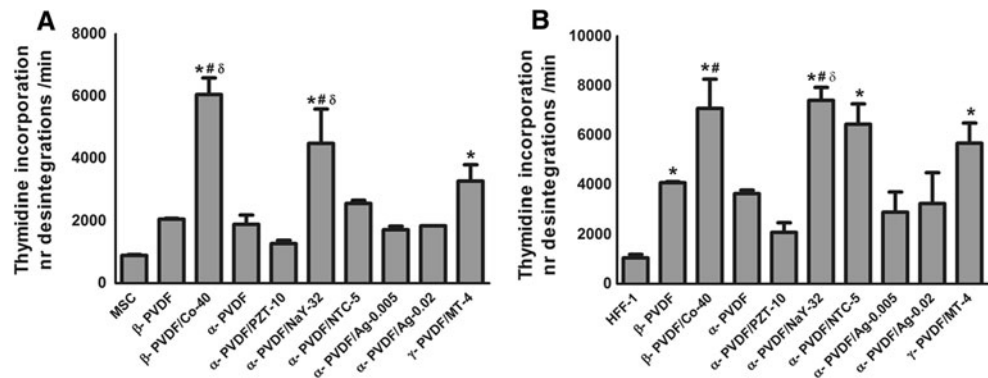 A
Thymidine incorporation
nr desintegrations /min
8000
6000
4000
2000
0
* # δ
* # δ
*
MSC
β- PVDF
β- PVDF/Co-40
α- PVDF
α- PVDF/PZT-10
α- PVDF/NaY-32
α- PVDF/NTC-5
α- PVDF/Ag-0.005
α- PVDF/Ag-0.02
γ- PVDF/MT-4
B
Thymidine incorporation
nr desintegrations /min
10000
8000
6000
4000
2000
0
*
* #
* # δ
*
*
HFF-1
β- PVDF
β- PVDF/Co-40
α- PVDF
α- PVDF/PZT-10
α- PVDF/NaY-32
α- PVDF/NTC-5
α- PVDF/Ag-0.005
α- PVDF/Ag-0.02
γ- PVDF/MT-4